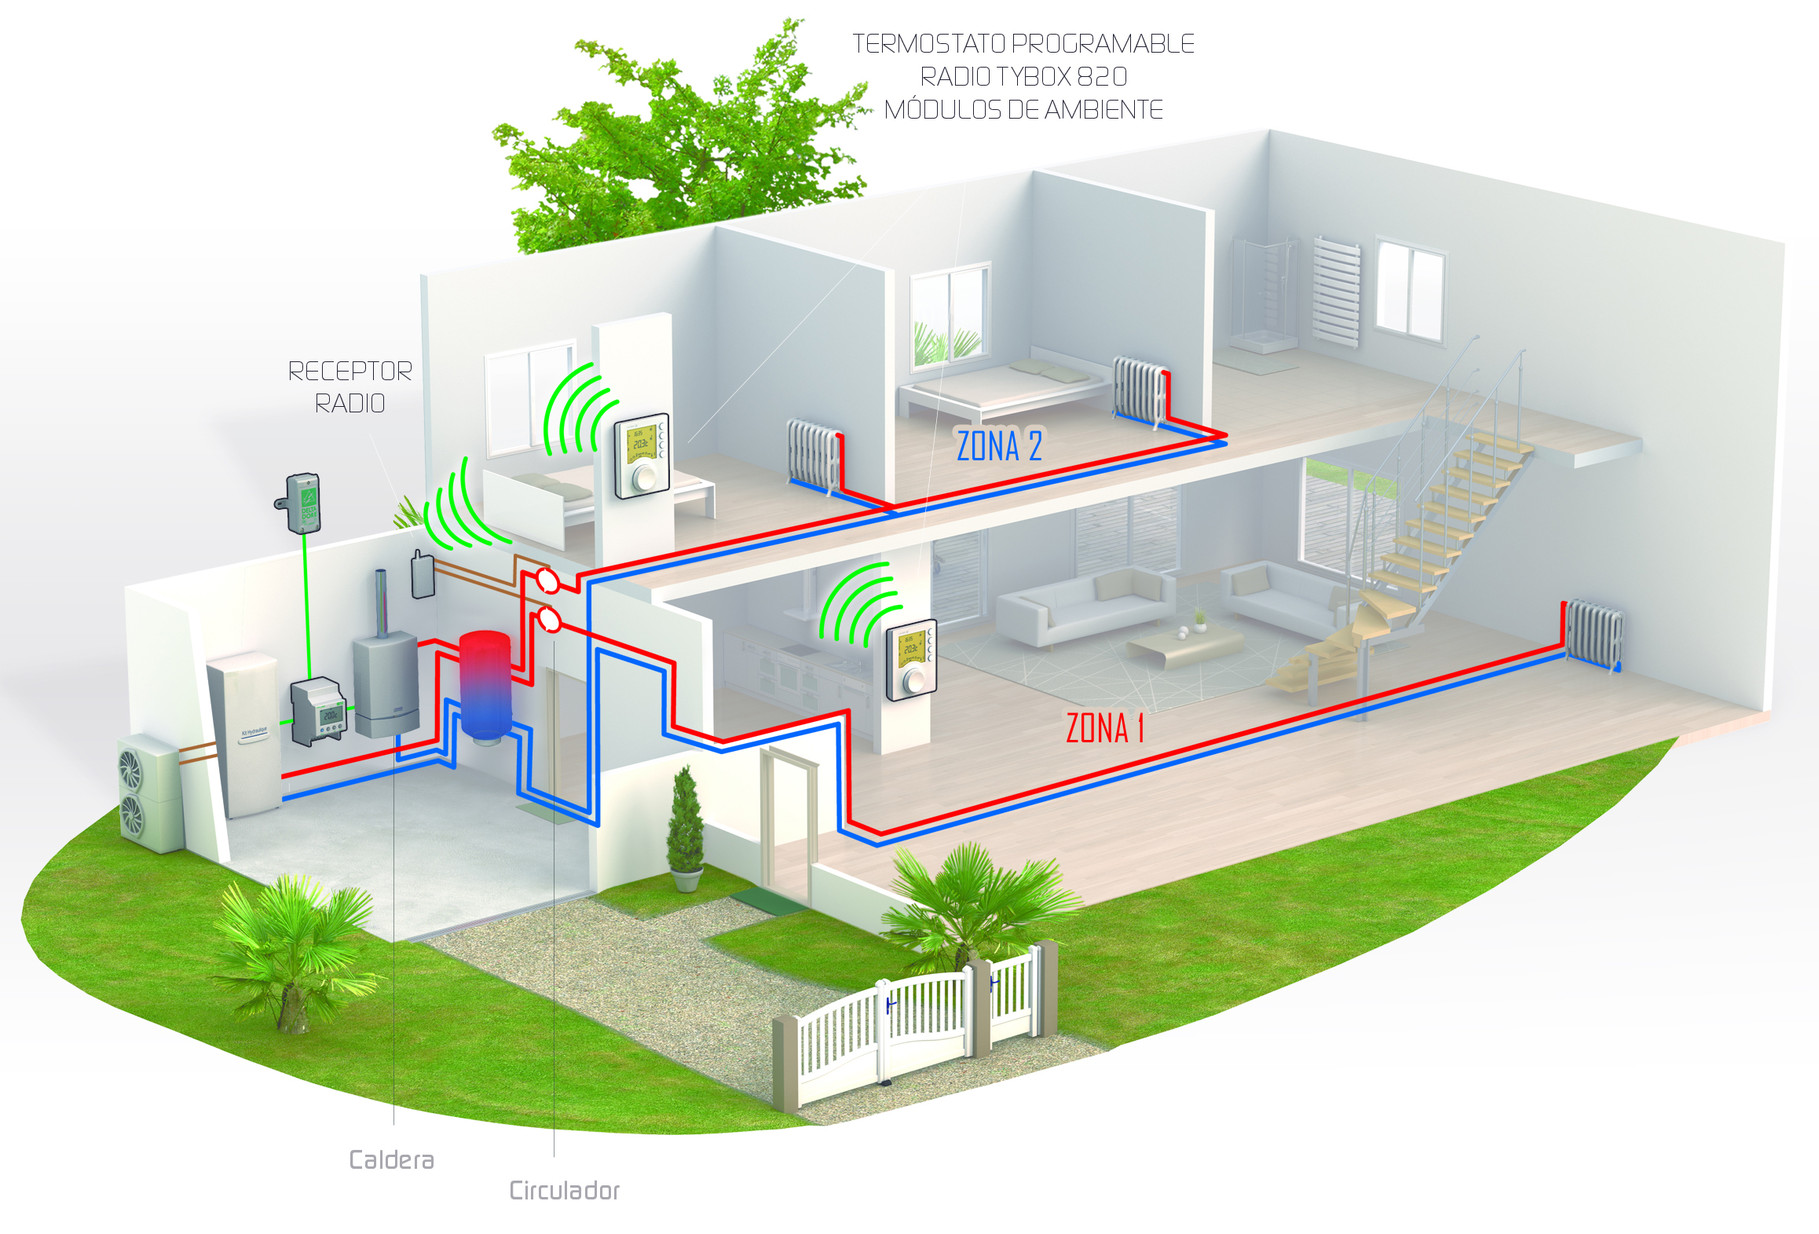 TERMOSTATO PROGRAMABLE
RADIO TYBOX 820
MÓDULOS DE AMBIENTE
RECEPTOR
RADIO
ZONA 2
ZONA 1
Caldera
Circulador